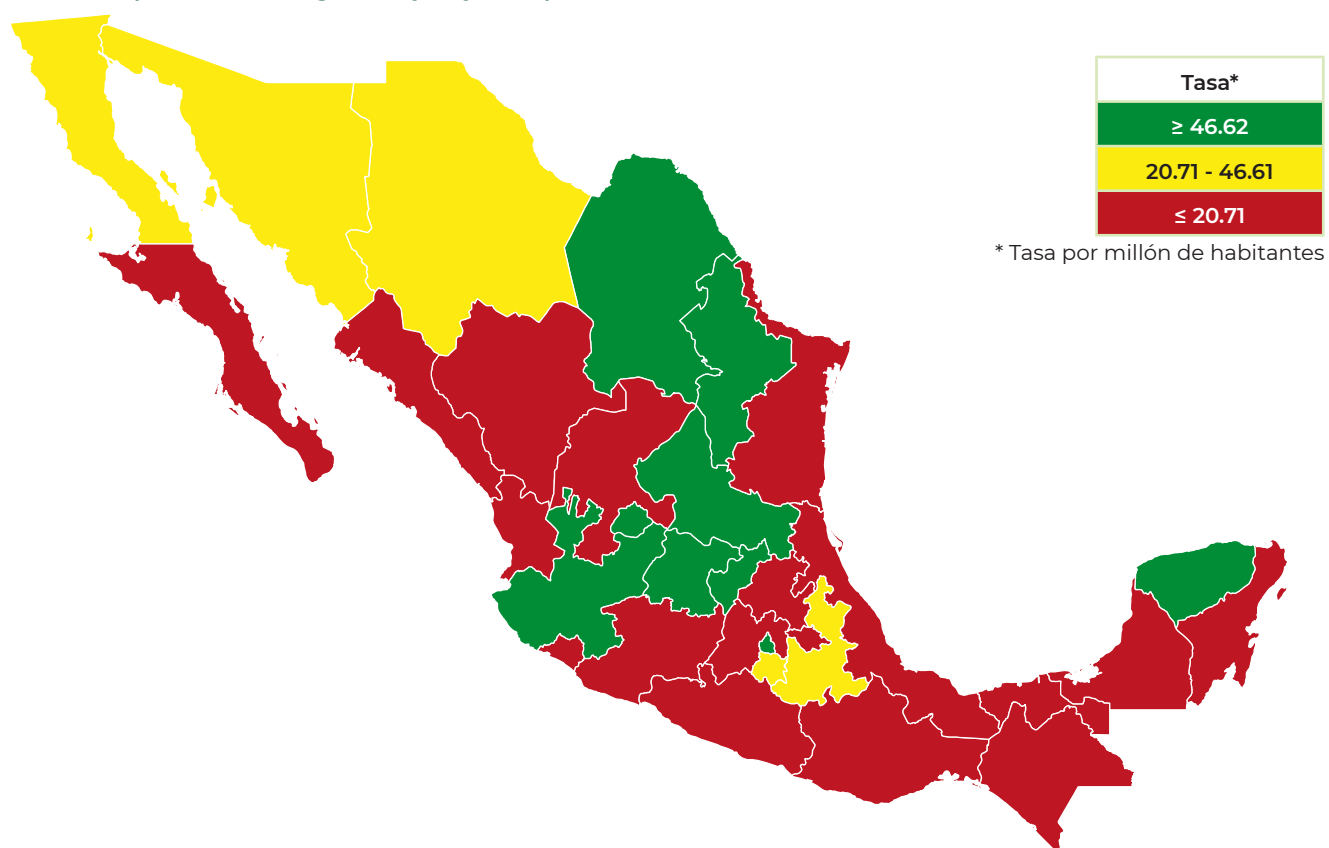 Tasa*
≥ 46.62
20.71 - 46.61
≤ 20.71
* Tasa por millón de habitantes